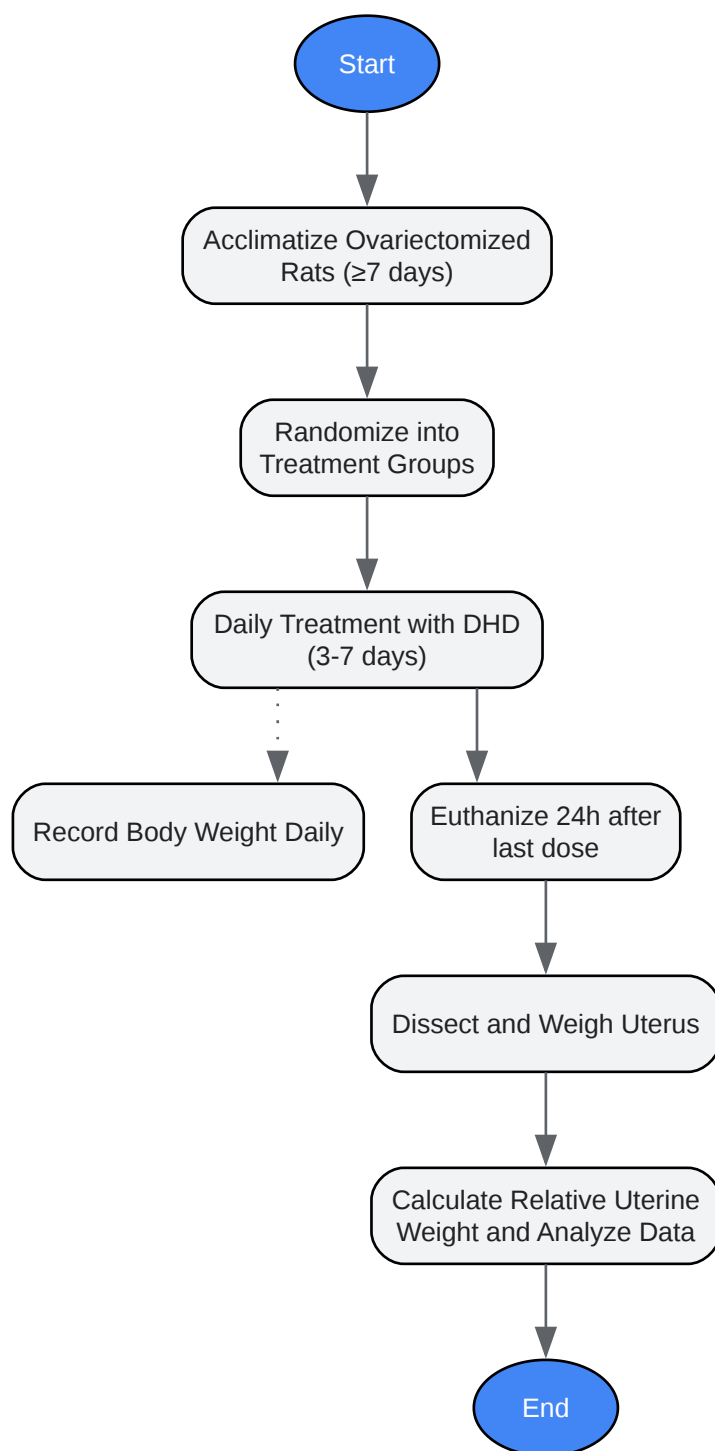 Start
Acclimatize Ovariectomized
Rats (≥7 days)
Randomize into
Treatment Groups
Daily Treatment with DHD
(3-7 days)
Record Body Weight Daily
Euthanize 24h after
last dose
Dissect and Weigh Uterus
Calculate Relative Uterine
Weight and Analyze Data
End